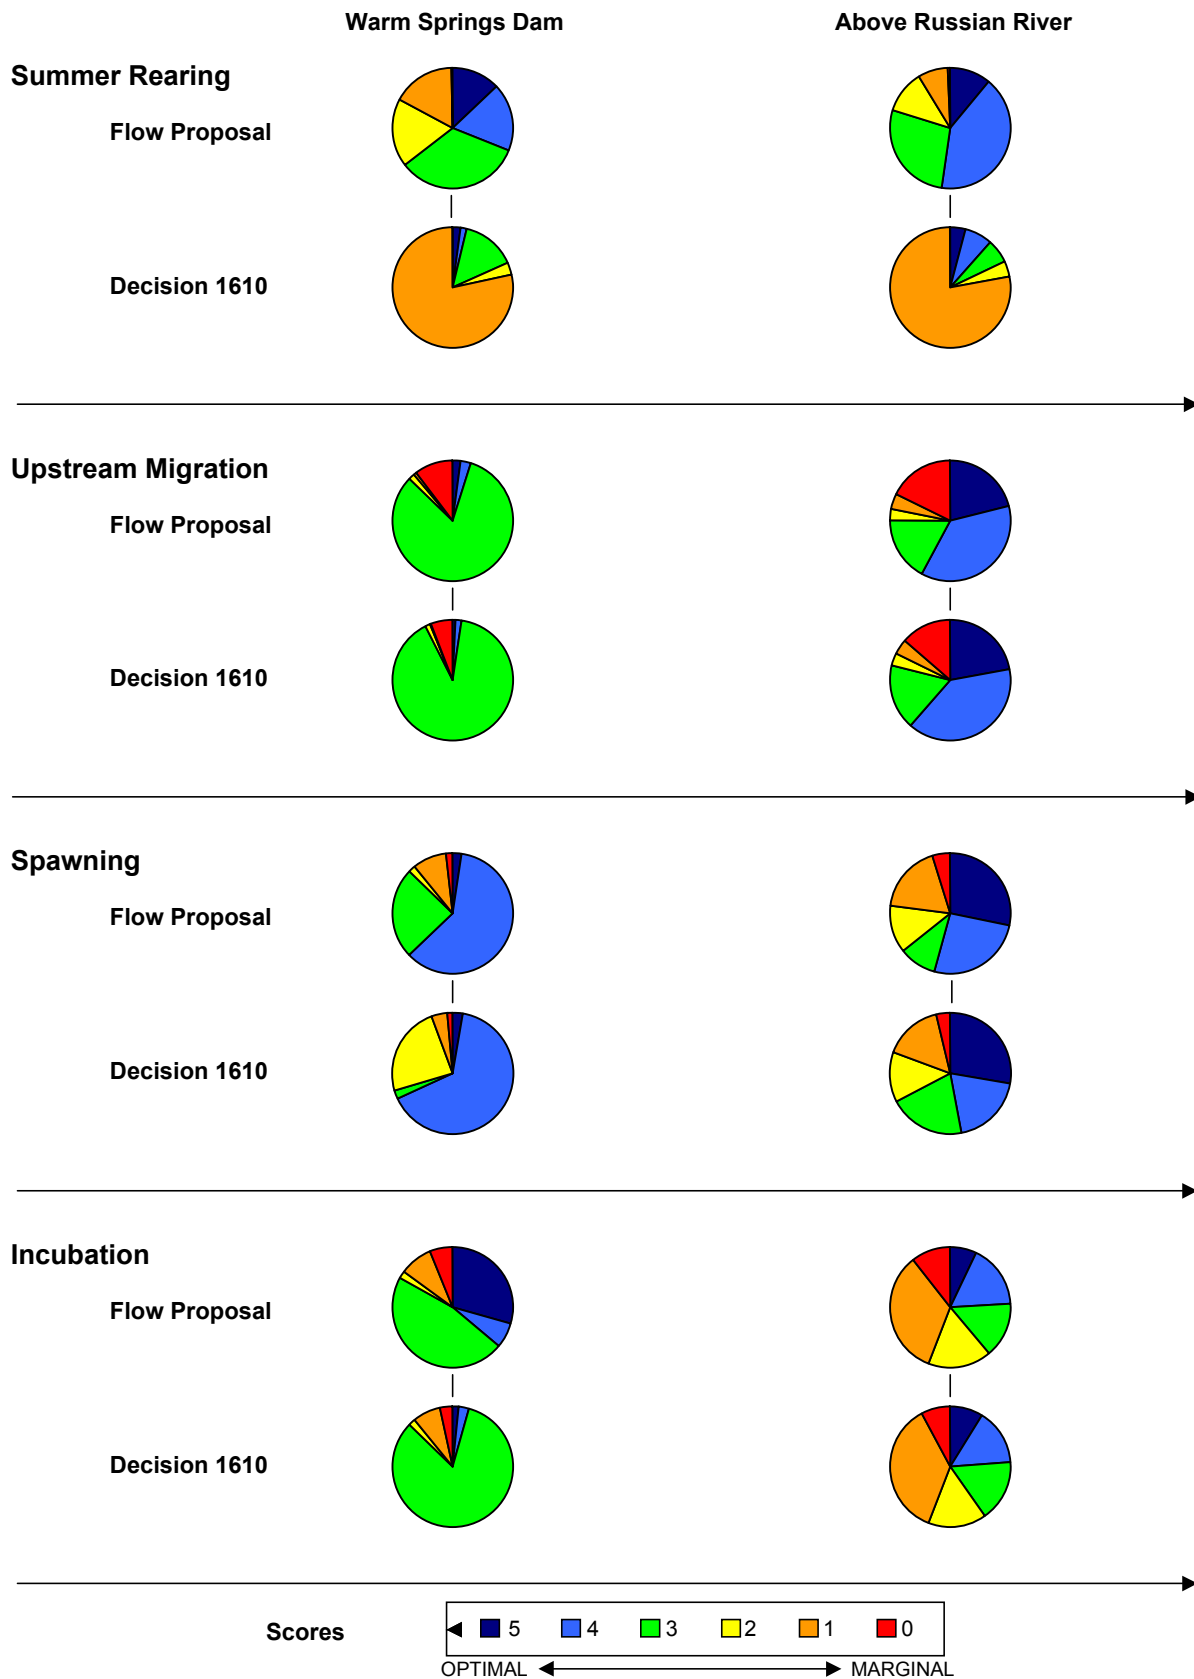 Warm Springs Dam Above Russian River
Summer Rearing
Flow Proposal
Decision 1610
Upstream Migration
Flow Proposal
Decision 1610
Spawning
Flow Proposal
Decision 1610
Incubation
Flow Proposal
Decision 1610
Scores 5 4 3 2 1 0
OPTIMAL MARGINAL